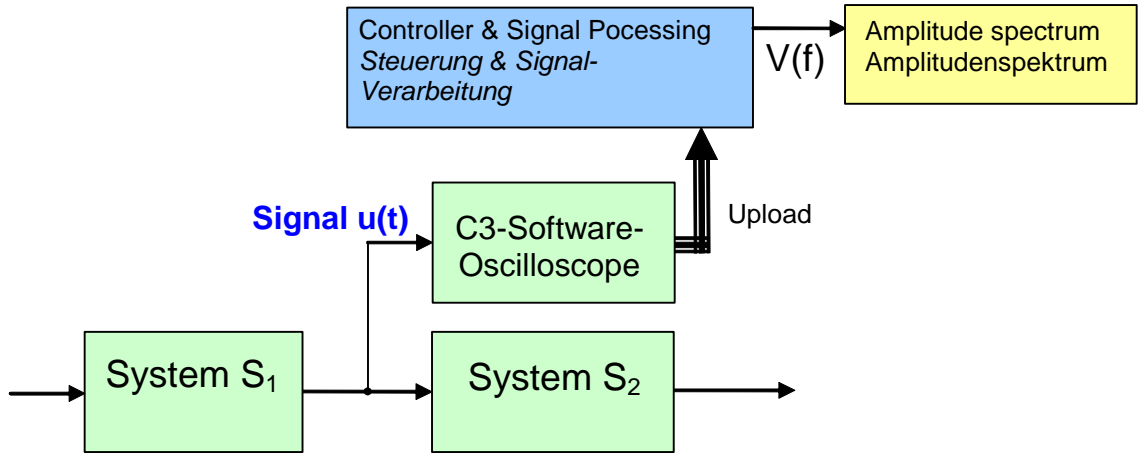 Controller & Signal Pocessing
Steuerung & Signal-
Verarbeitung
V(f)
Amplitude spectrum
Amplitudenspektrum
Signal u(t)
C3-Software-
Oscilloscope
Upload
System S₁
System S₂